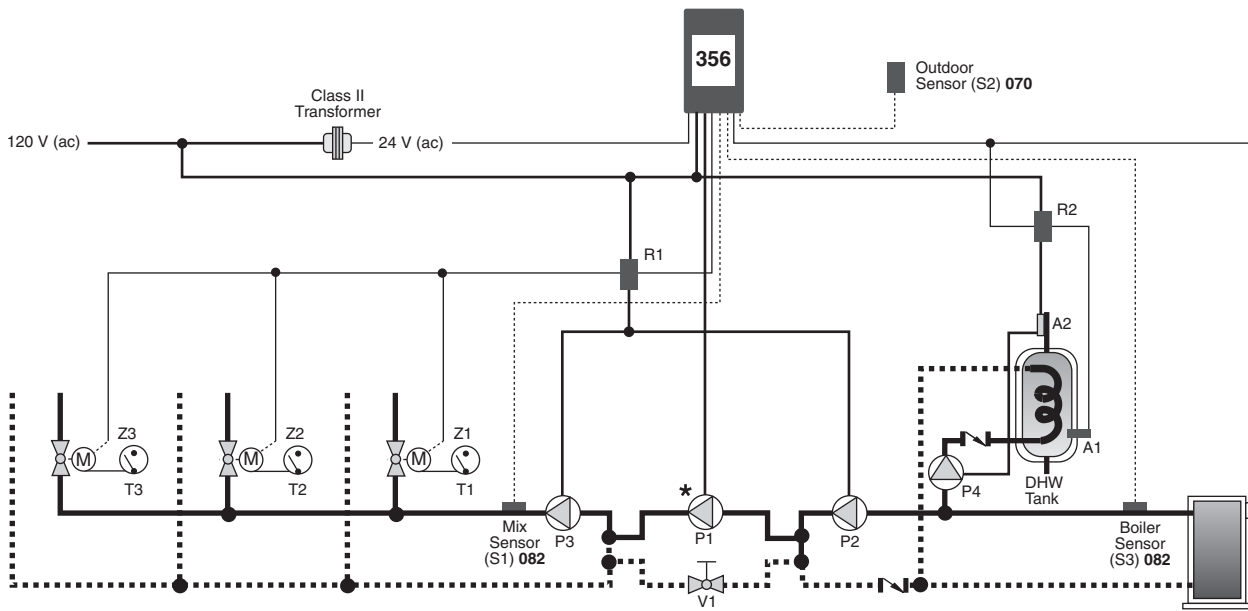 356
Outdoor
Sensor (S2) 070
Class II
Transformer
120 V (ac)
24 V (ac)
R2
R1
A2
Z3
M
T3
Z2
M
T2
Z1
M
T1
A1
P4
DHW
Tank
*
Mix
Sensor
(S1) 082
P3
P1
P2
Boiler
Sensor
(S3) 082
V1